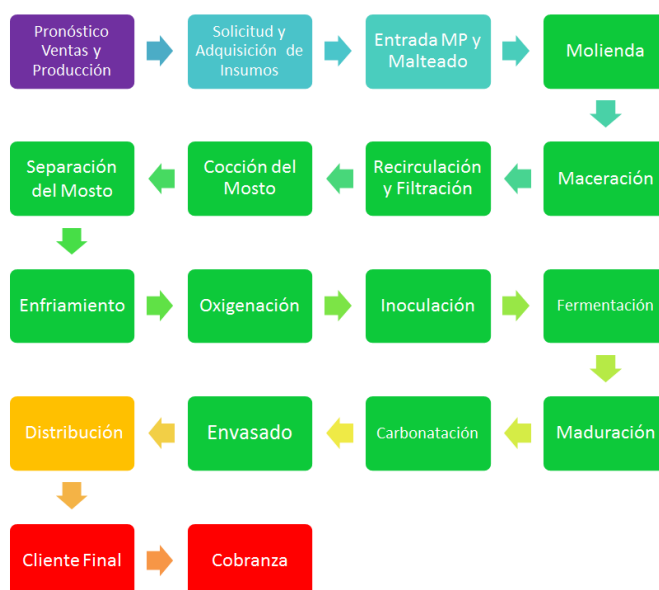 Pronóstico
Ventas y
Producción
Solicitud y
Adquisición de
Insumos
Entrada MP y
Malteado
Molienda
Maceración
Recirculación
y Filtración
Cocción del
Mosto
Separación
del Mosto
Enfriamiento
Oxigenación
Inoculación
Fermentación
Maduración
Carbonatación
Envasado
Distribución
Cliente Final
Cobranza